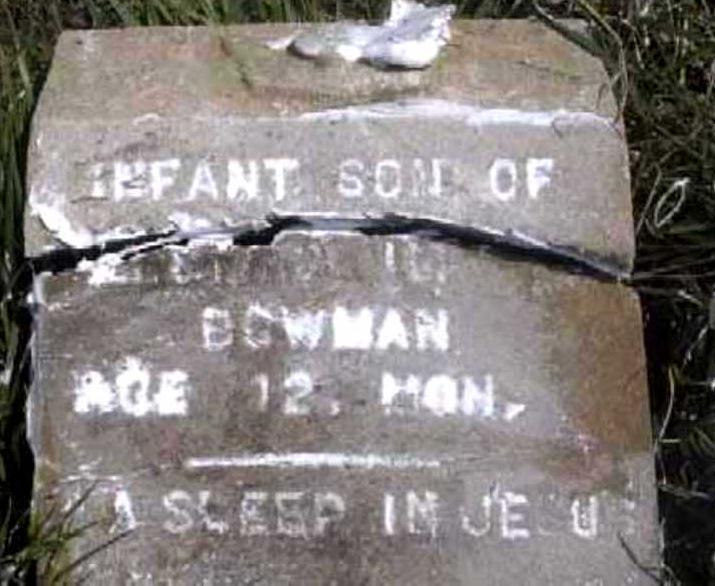 INFANT SON OF
BOWMAN
AGE 12. MON.
ASLEEP IN JESUS